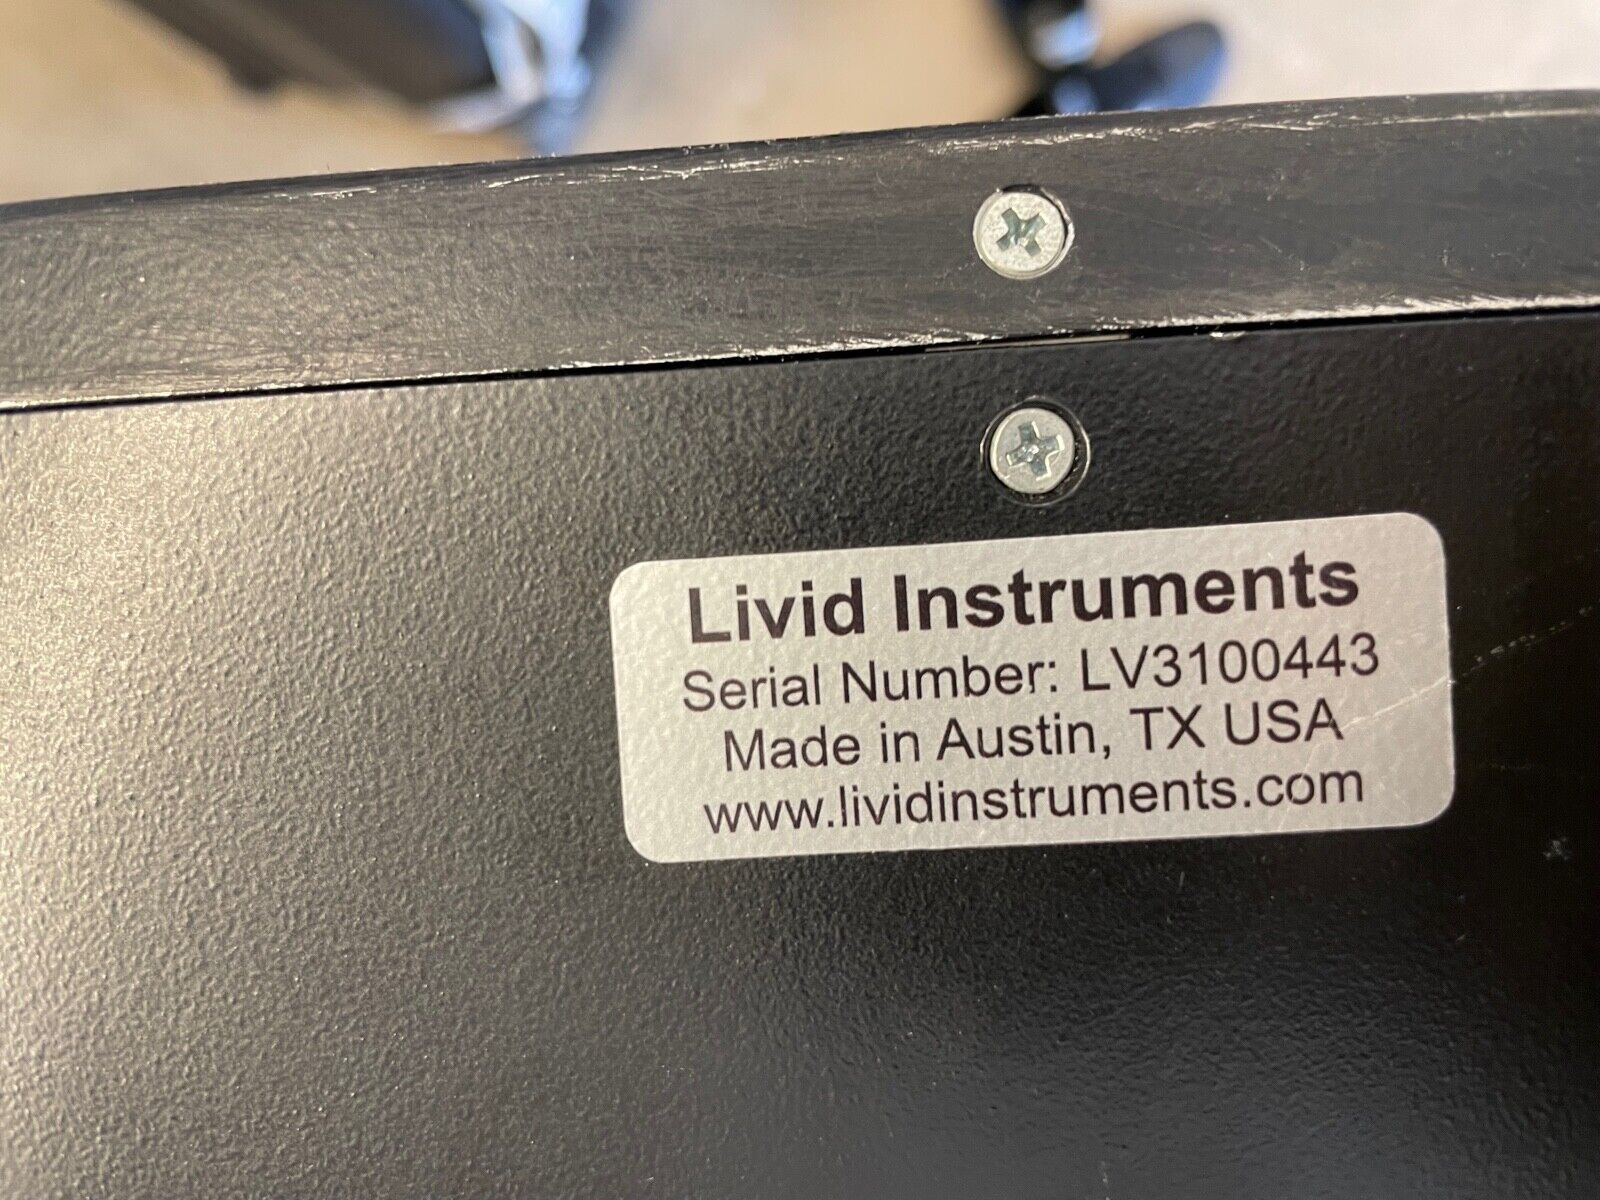 Livid Instruments
Serial Number: LV3100443
Made in Austin, TX USA
www.lividinstruments.com